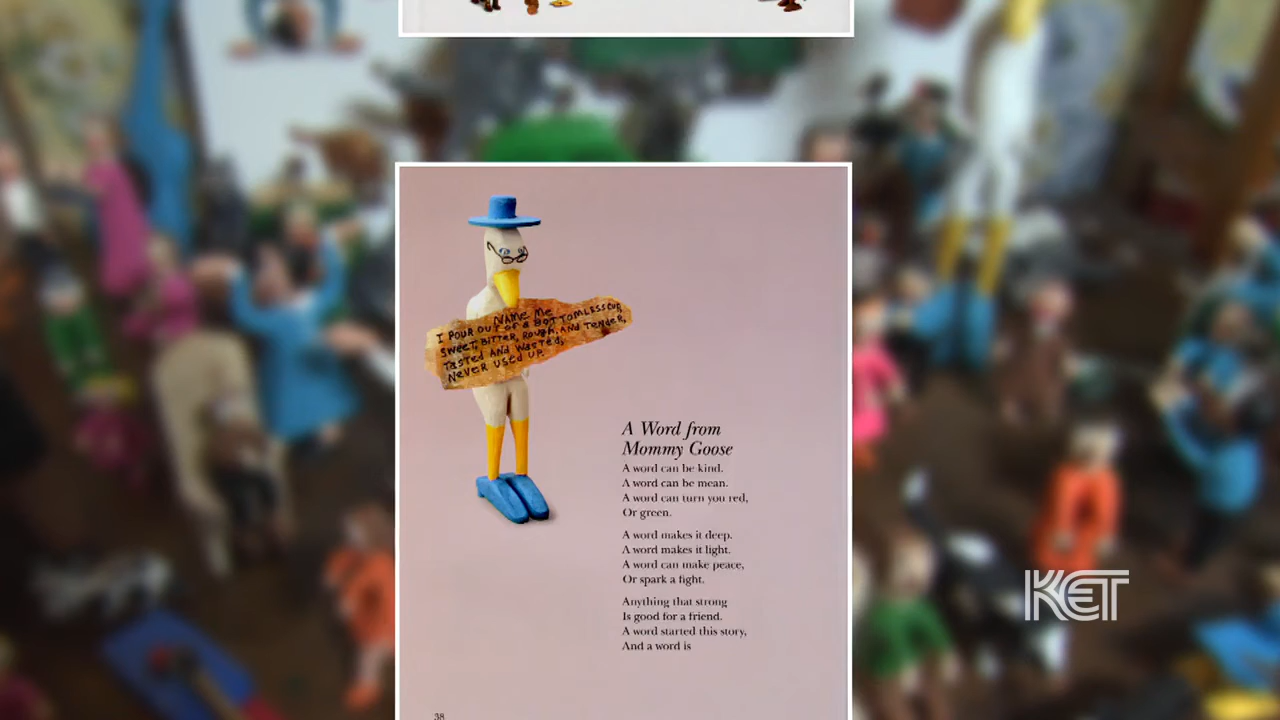 NAME ME
I POUR OUT OF A BOTTOMLESS CUP,
SWEET, BITTER, ROUGH, AND TENDER,
TASTED AND WASTED,
NEVER USED UP.
A Word from
Mommy Goose
A word can be kind.
A word can be mean.
A word can turn you red,
Or green.
A word makes it deep.
A word makes it light.
A word can make peace,
Or spark a fight.
Anything that strong
Is good for a friend.
A word started this story,
And a word is
38
KET